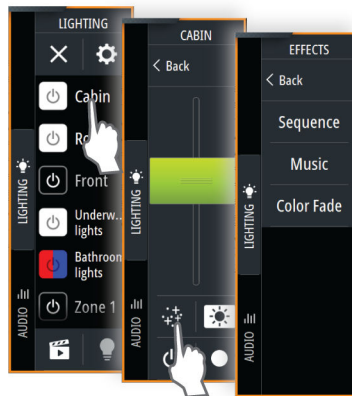 LIGHTING
Cabin
Front
Underw..
lights
Bathroom
lights
Zone 1
LIGHTING
AUDIO
CABIN
< Back
LIGHTING
AUDIO
EFFECTS
< Back
Sequence
Music
Color Fade
LIGHTING
AUDIO